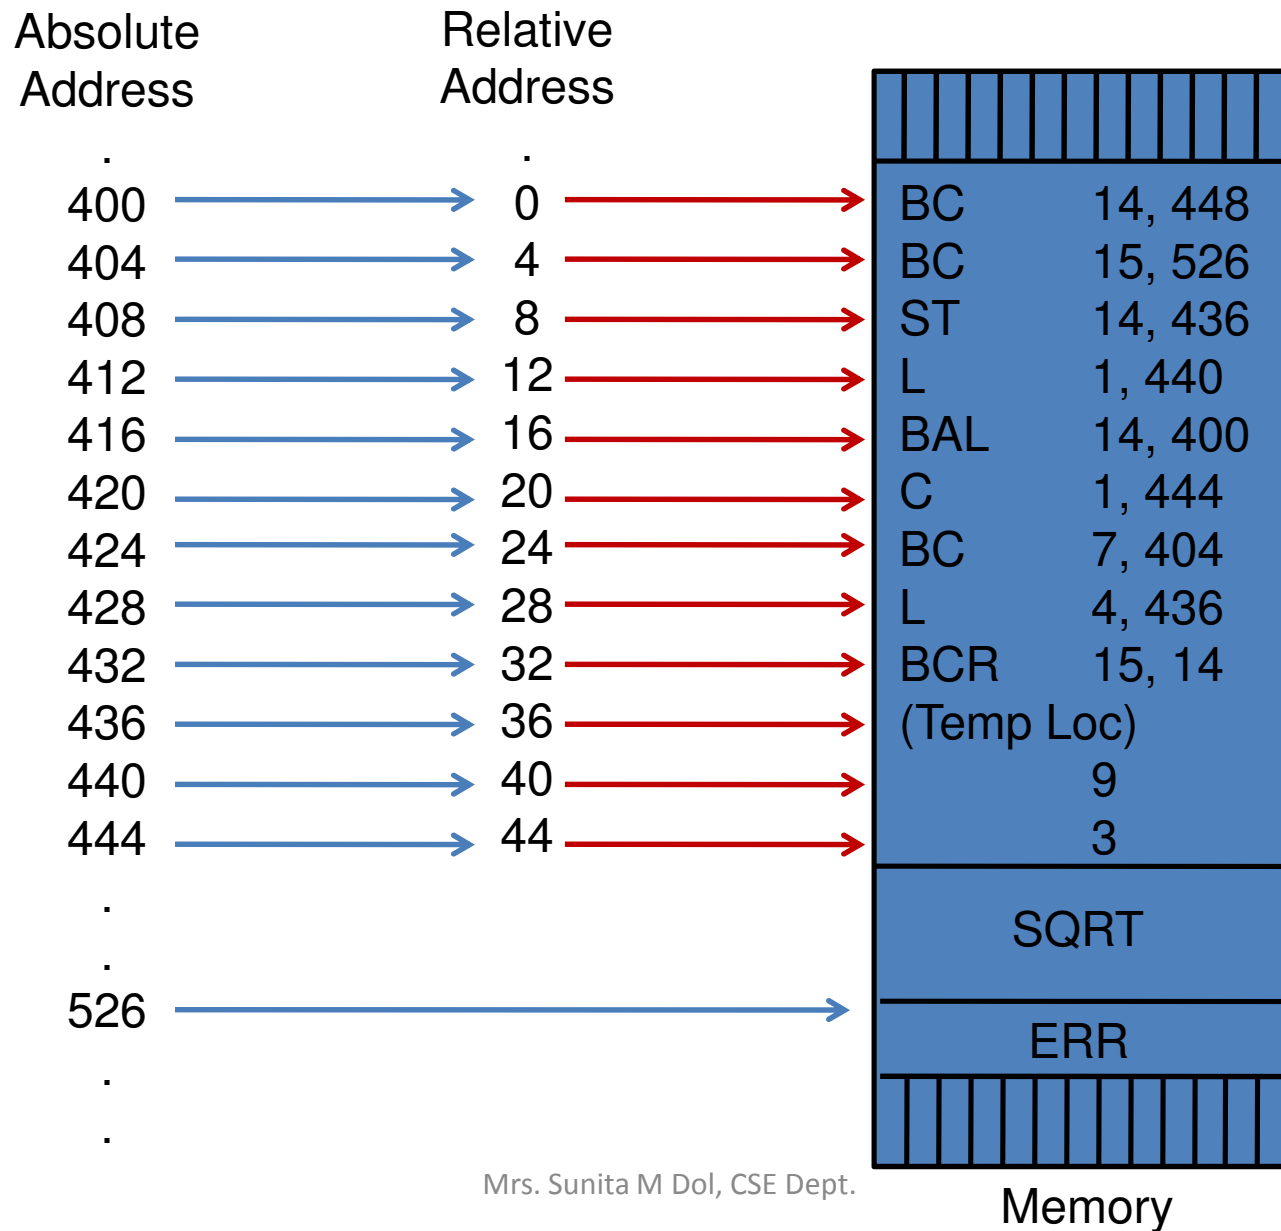 Absolute Address Relative Address
.
.
400 0 BC 14, 448
404 4 BC 15, 526
408 8 ST 14, 436
412 12 L 1, 440
416 16 BAL 14, 400
420 20 C 1, 444
424 24 BC 7, 404
428 28 L 4, 436
432 32 BCR 15, 14
436 36 (Temp Loc)
440 40 9
444 44 3
.
SQRT
.
526
ERR
.
.
Mrs. Sunita M Dol, CSE Dept.
Memory